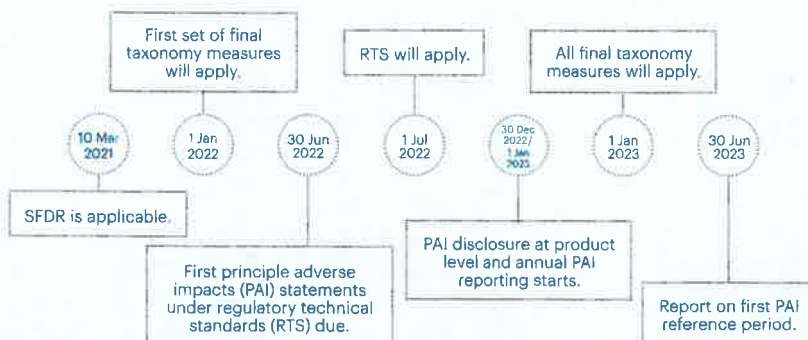 First set of final
taxonomy measures
will apply.
RTS will apply.
All final taxonomy
measures will apply.
10 Mar
2021
1 Jan
2022
30 Jun
2022
1 Jul
2022
30 Dec
2022/
1 Jan
2023
1 Jan
2023
30 Jun
2023
SFDR is applicable.
First principle adverse
impacts (PAI) statements
under regulatory technical
standards (RTS) due.
PAI disclosure at product
level and annual PAI
reporting starts.
Report on first PAI
reference period.